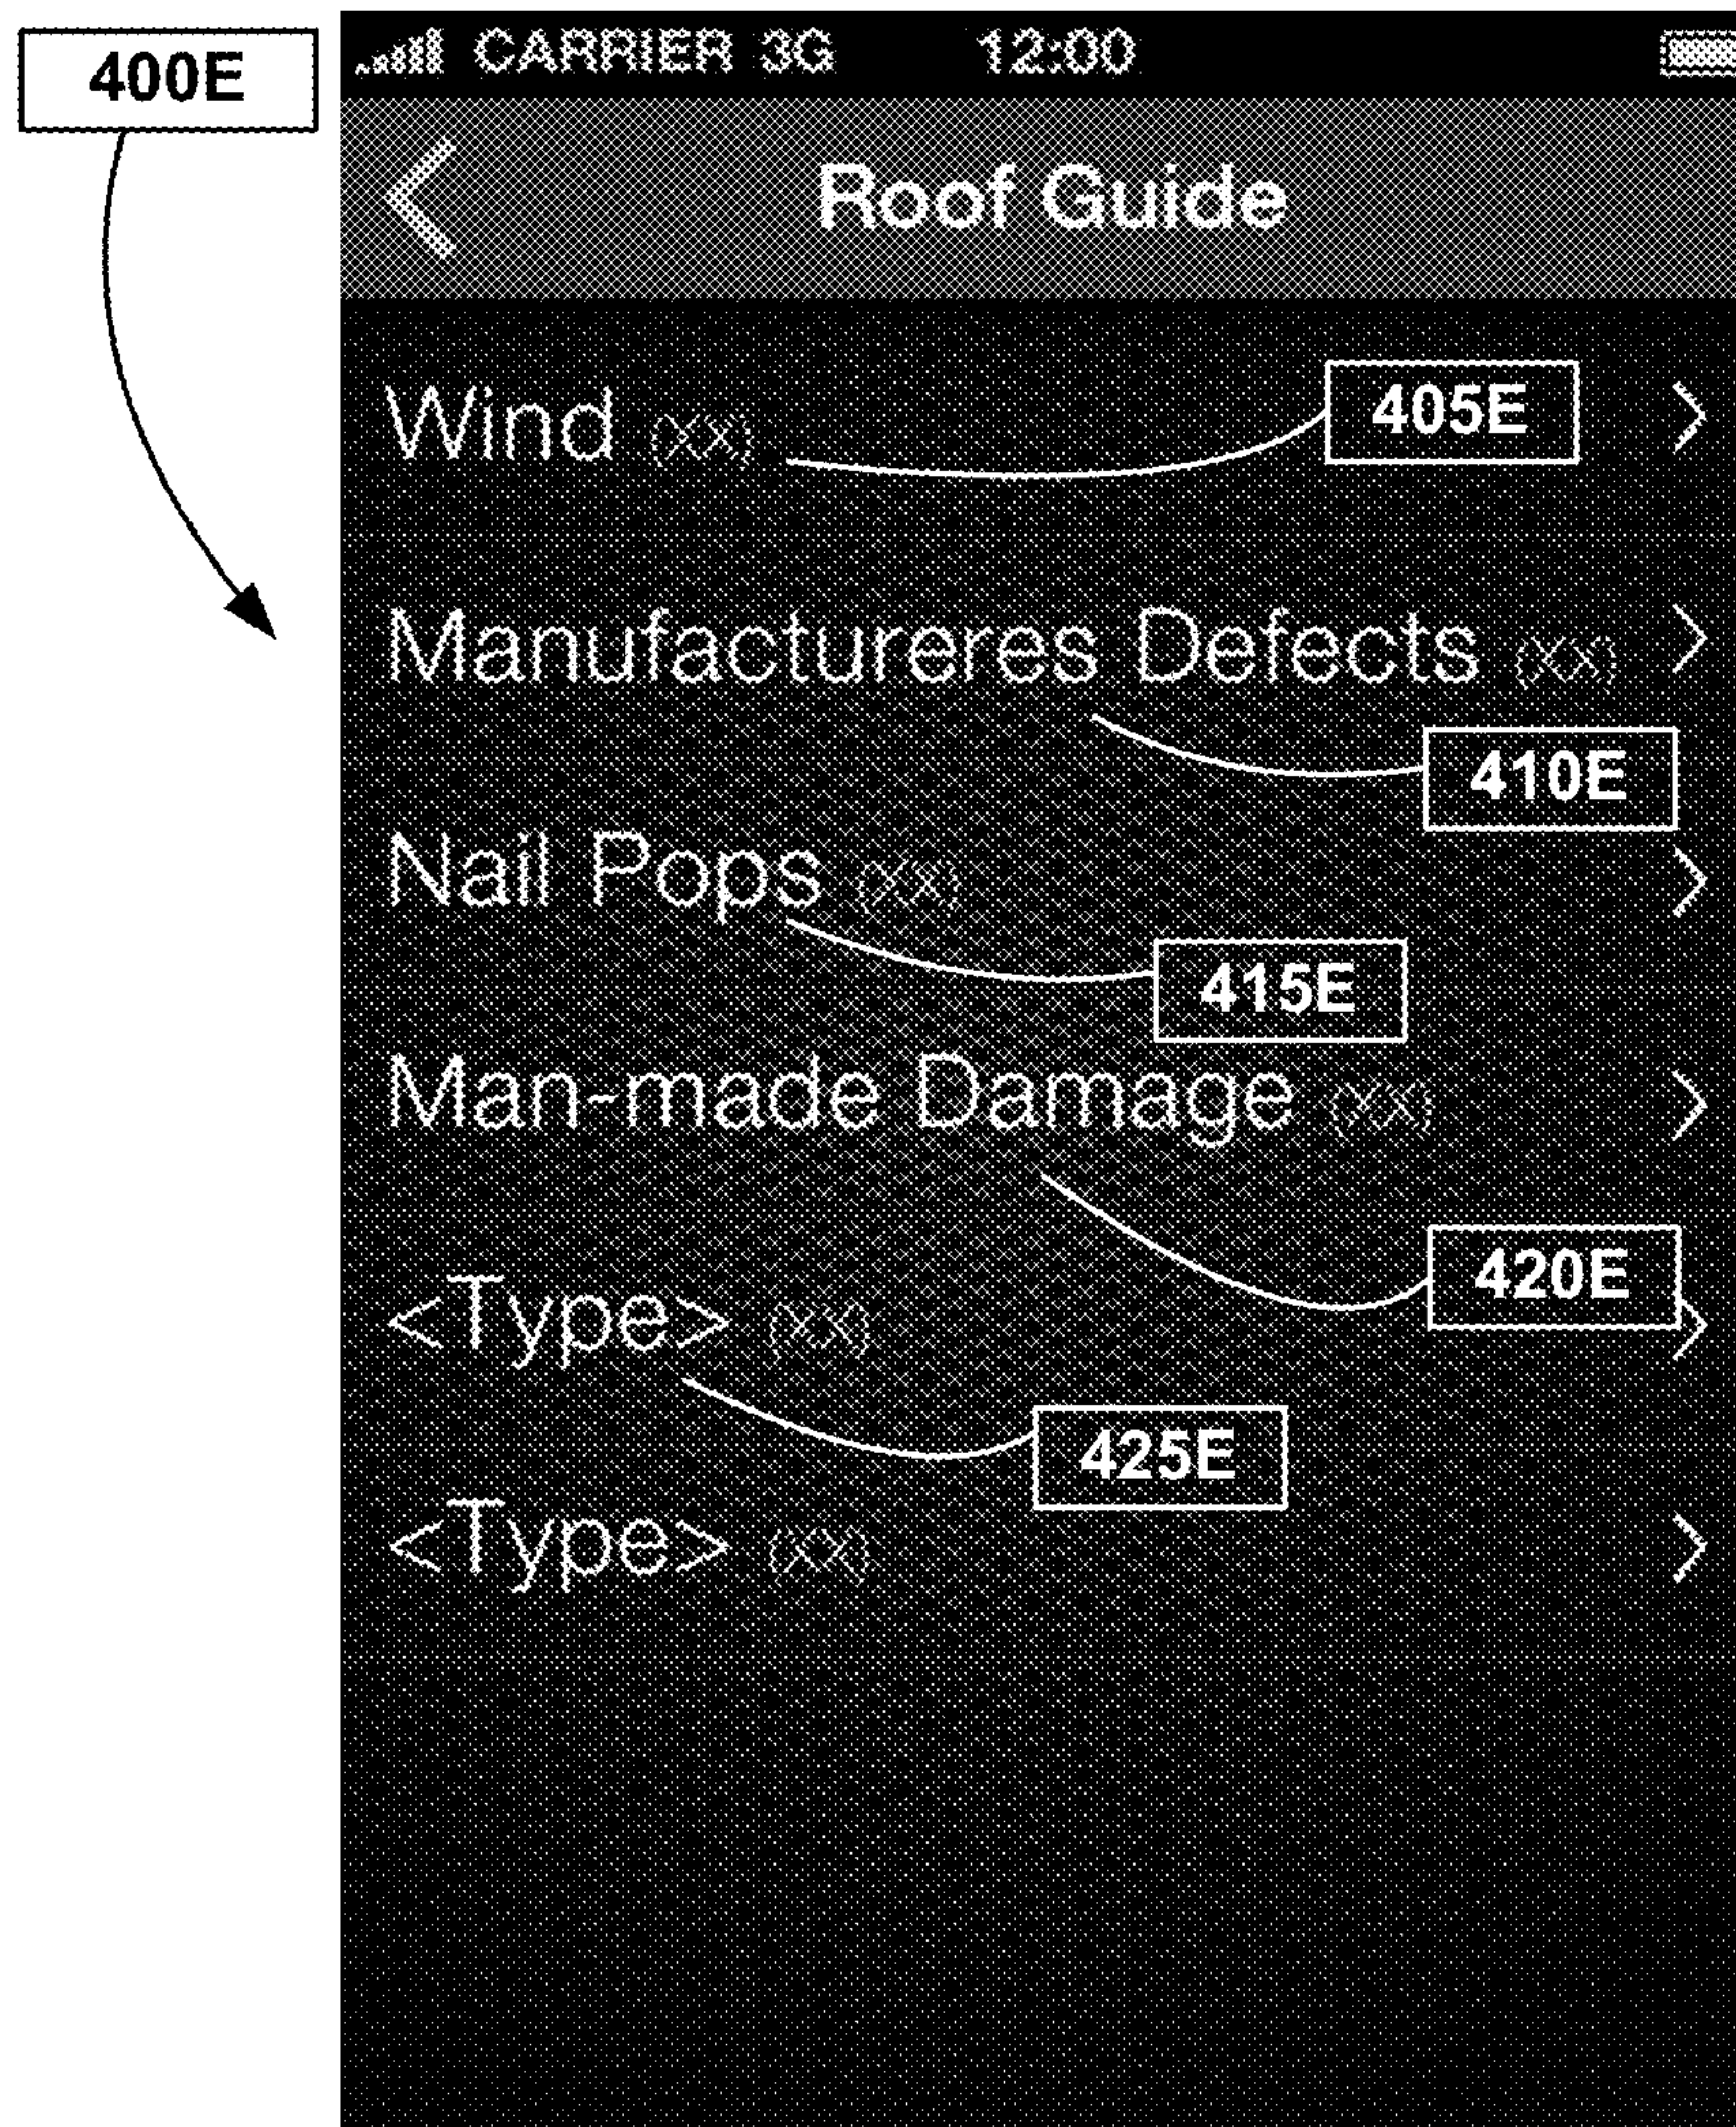 400E
CARRIER 3G 12:00
Roof Guide
Wind (XX)
405E
Manufactureres Defects (XX)
410E
Nail Pops (XX)
415E
Man-made Damage (XX)
420E
<Type> (XX)
425E
<Type> (XX)